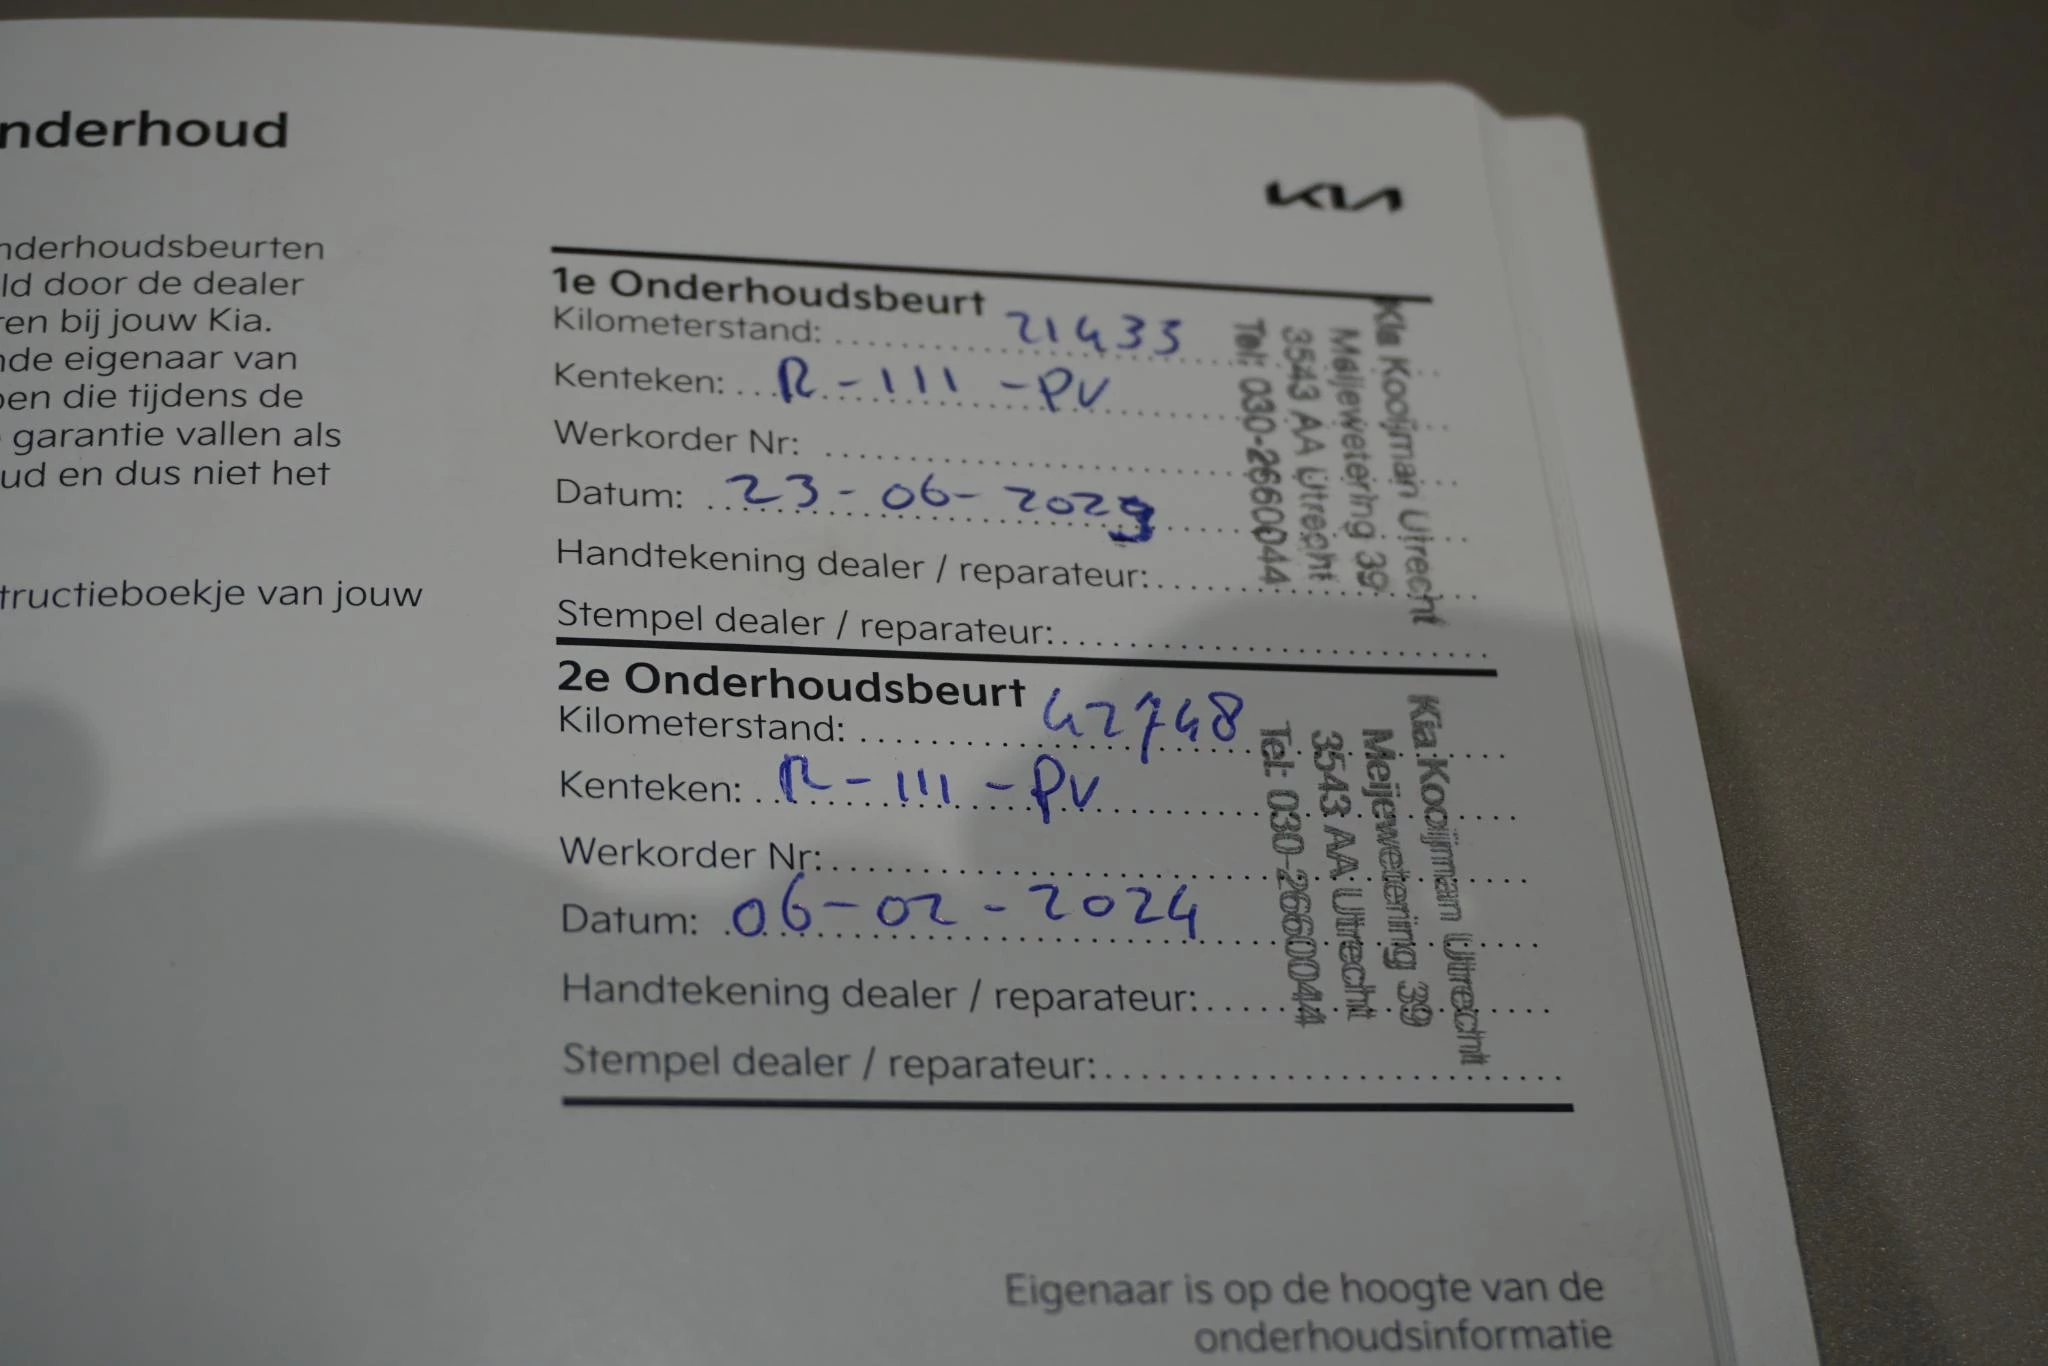 nderhoud
nderhoudsbeurten
ld door de dealer
ren bij jouw Kia.
nde eigenaar van
pen die tijdens de
garantie vallen als
ud en dus niet het
tructieboekje van jouw
KIA
1e Onderhoudsbeurt
Kilometerstand: 21433
Kenteken: R-111-PV
Werkorder Nr:
Datum: 23-06-2023
Handtekening dealer / reparateur:
Stempel dealer / reparateur:
Kia Kooijman Utrecht
Meijewetering 39
3543 AA Utrecht
Tel: 030-2660044
2e Onderhoudsbeurt
Kilometerstand: 42748
Kenteken: R-111-PV
Werkorder Nr:
Datum: 06-02-2024
Handtekening dealer / reparateur:
Stempel dealer / reparateur:
Kia Kooijman Utrecht
Meijewetering 39
3543 AA Utrecht
Tel: 030-2660044
Eigenaar is op de hoogte van de
onderhoudsinformatie